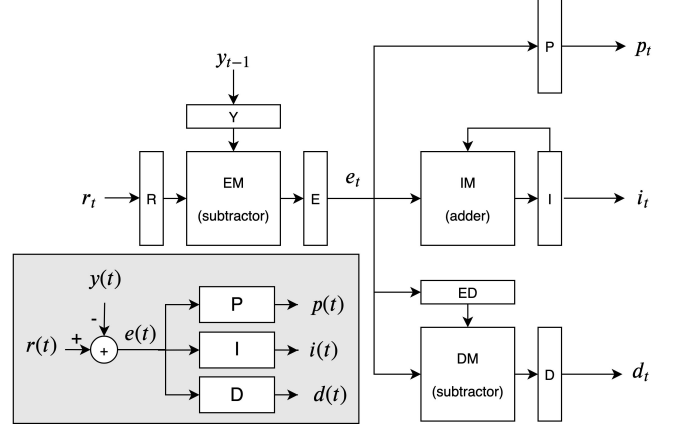 y_{t-1}
P
p_t
Y
r_t
R
EM
(subtractor)
E
e_t
IM
(adder)
I
i_t
y(t)
-
r(t)
+
+
e(t)
P
p(t)
I
i(t)
D
d(t)
ED
DM
(subtractor)
D
d_t